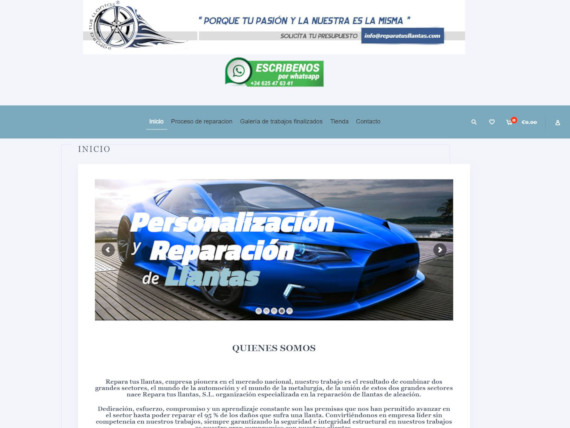 " PORQUE TU PASIÓN Y LA NUESTRA ES LA MISMA "
SOLICITA TU PRESUPUESTO info@reparatusllantas.com
ESCRIBENOS
por whatsapp
+34 625 47 63 41
Inicio Proceso de reparacion Galería de trabajos finalizados Tienda Contacto
0 €0.00
INICIO
Personalización
y Reparación
de Llantas
QUIENES SOMOS
Repara tus llantas, empresa pionera en el mercado nacional, nuestro trabajo es el resultado de combinar dos
grandes sectores, el mundo de la automoción y el mundo de la metalurgia, de la unión de estos dos grandes sectores
nace Repara tus llantas, S.L. organización especializada en la reparación de llantas de aleación.
Dedicación, esfuerzo, compromiso y un aprendizaje constante son las premisas que nos han permitido avanzar en
el sector hasta poder reparar el 95 % de los daños que sufra una llanta. Convirtiéndonos en empresa líder sin
competencia en nuestros trabajos, siempre garantizando la seguridad e integridad estructural en nuestros trabajos